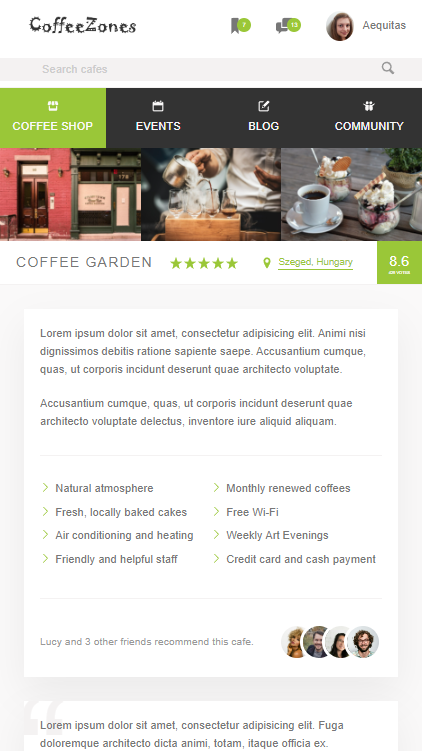 CoffeeZones
7
13
Aequitas
Search cafes
COFFEE SHOP
EVENTS
BLOG
COMMUNITY
178
COFFEE GARDEN
Szeged, Hungary
8.6
Lorem ipsum dolor sit amet, consectetur adipisicing elit. Animi nisi
dignissimos debitis ratione sapiente saepe. Accusantium cumque,
quas, ut corporis incidunt deserunt quae architecto voluptate.
Accusantium cumque, quas, ut corporis incidunt deserunt quae
architecto voluptate delectus, inventore iure aliquid aliquam.
Natural atmosphere
Monthly renewed coffees
Fresh, locally baked cakes
Free Wi-Fi
Air conditioning and heating
Weekly Art Evenings
Friendly and helpful staff
Credit card and cash payment
Lucy and 3 other friends recommend this cafe.
Lorem ipsum dolor sit amet, consectetur adipisicing elit. Fuga
doloremque architecto dicta animi, totam, itaque officia ex.